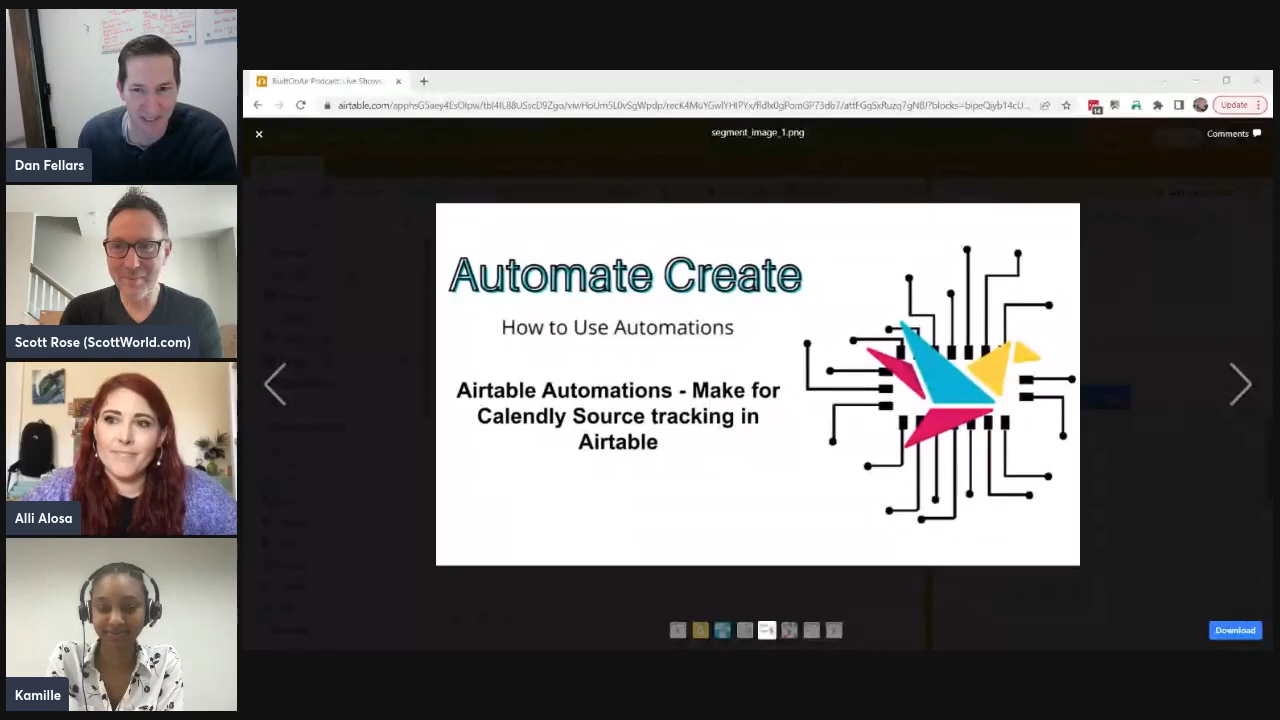 Dan Fellars
Scott Rose (ScottWorld.com)
Alli Alosa
Kamille
BuiltOnAir Podcast: Live Shows
Update
segment_image_1.png
Comments
Automate Create
How to Use Automations
Airtable Automations - Make for
Calendly Source tracking in
Airtable
Download